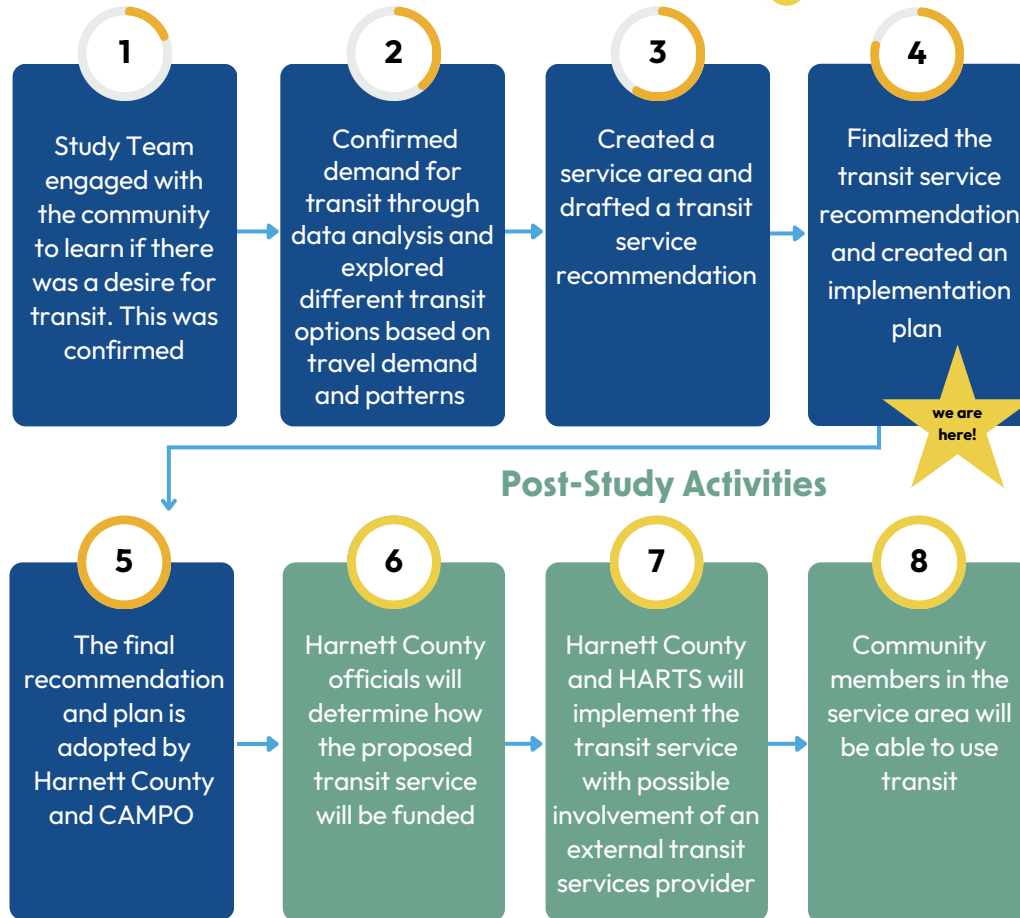 1
Study Team
engaged with
the community
to learn if there
was a desire for
transit. This was
confirmed
2
Confirmed
demand for
transit through
data analysis and
explored
different transit
options based on
travel demand
and patterns
3
Created a
service area and
drafted a transit
service
recommendation
4
Finalized the
transit service
recommendation
and created an
implementation
plan
we are
here!
Post-Study Activities
5
The final
recommendation
and plan is
adopted by
Harnett County
and CAMPO
6
Harnett County
officials will
determine how
the proposed
transit service
will be funded
7
Harnett County
and HARTS will
implement the
transit service
with possible
involvement of an
external transit
services provider
8
Community
members in the
service area will
be able to use
transit